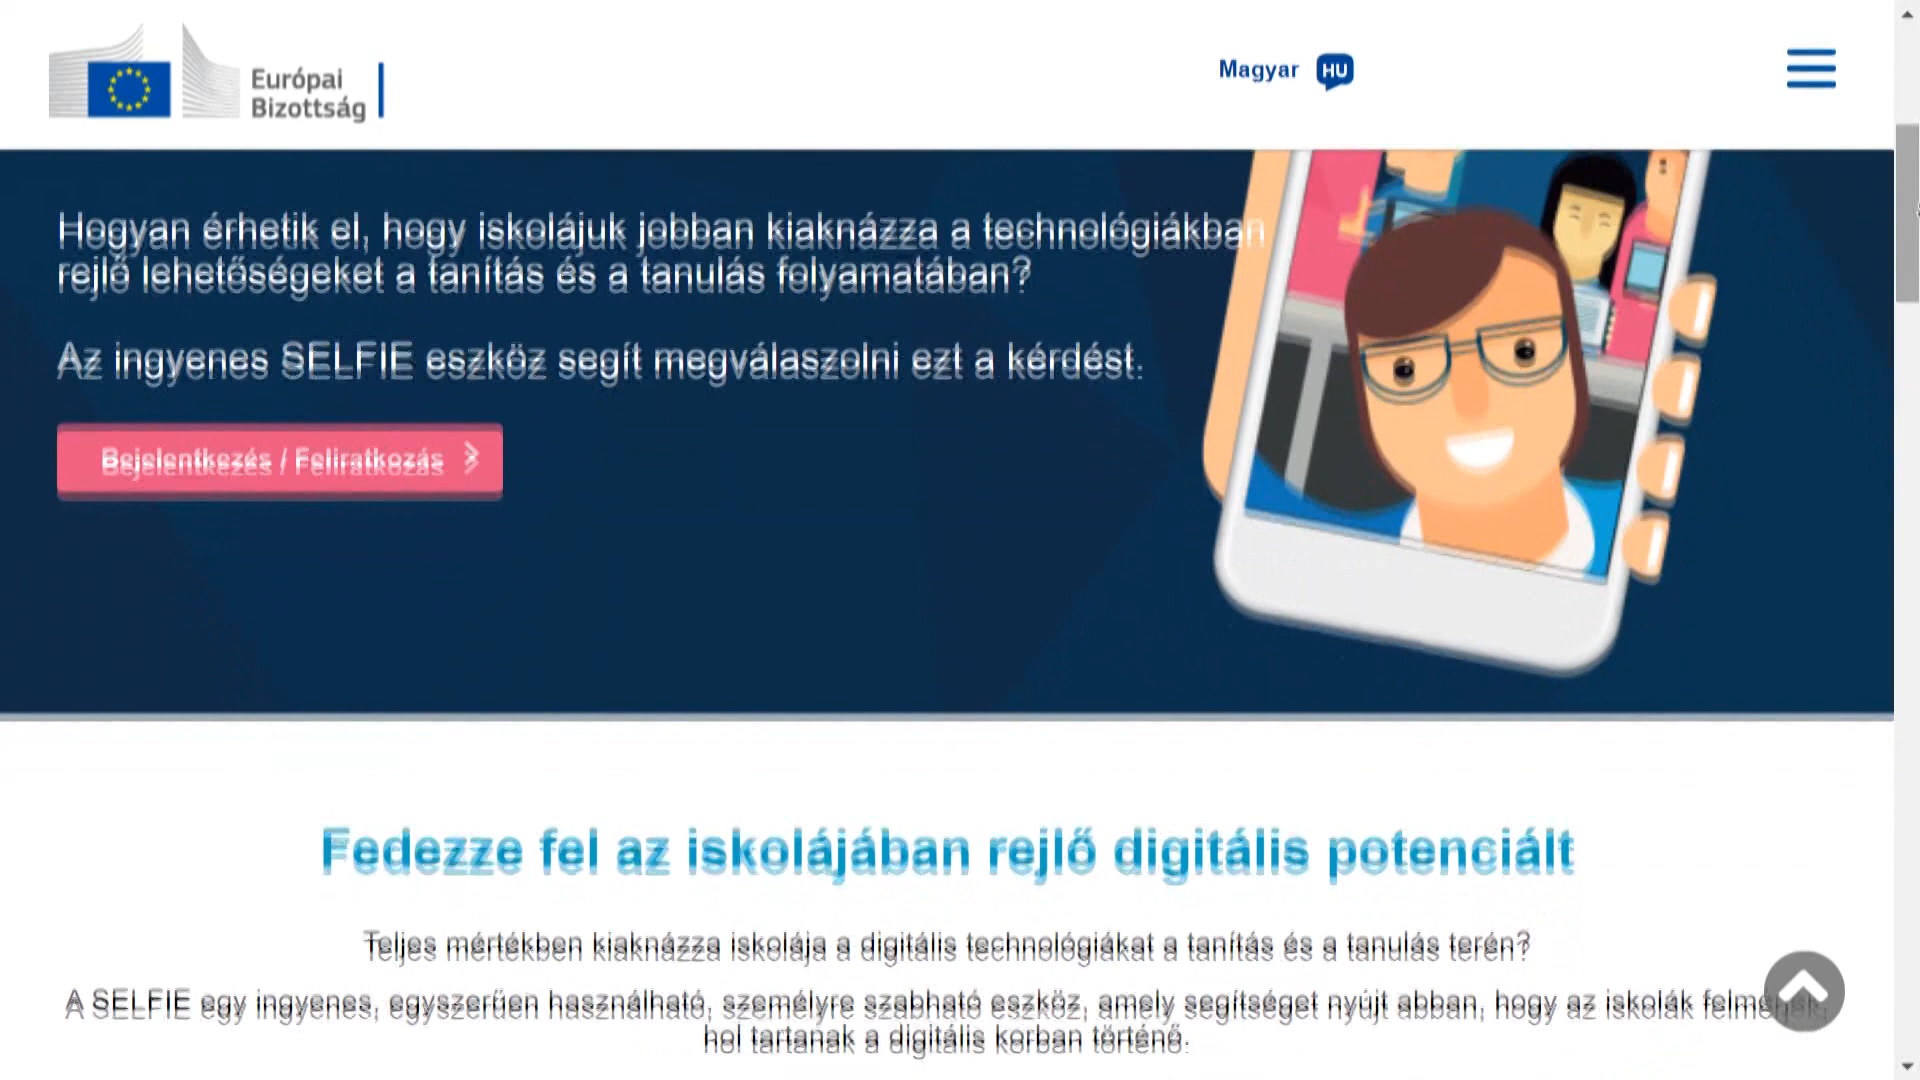 Európai
Bizottság
Magyar HU
Hogyan érhetik el, hogy iskolájuk jobban kiaknázza a technológiákban
rejlő lehetőségeket a tanítás és a tanulás folyamatában?
Az ingyenes SELFIE eszköz segít megválaszolni ezt a kérdést.
Bejelentkezés / Feliratkozás
Fedezze fel az iskolájában rejlő digitális potenciált
Teljes mértékben kiaknázza iskolája a digitális technológiákat a tanítás és a tanulás terén?
A SELFIE egy ingyenes, egyszerűen használható, személyre szabható eszköz, amely segítséget nyújt abban, hogy az iskolák
hol tartanak a digitális korban történő.